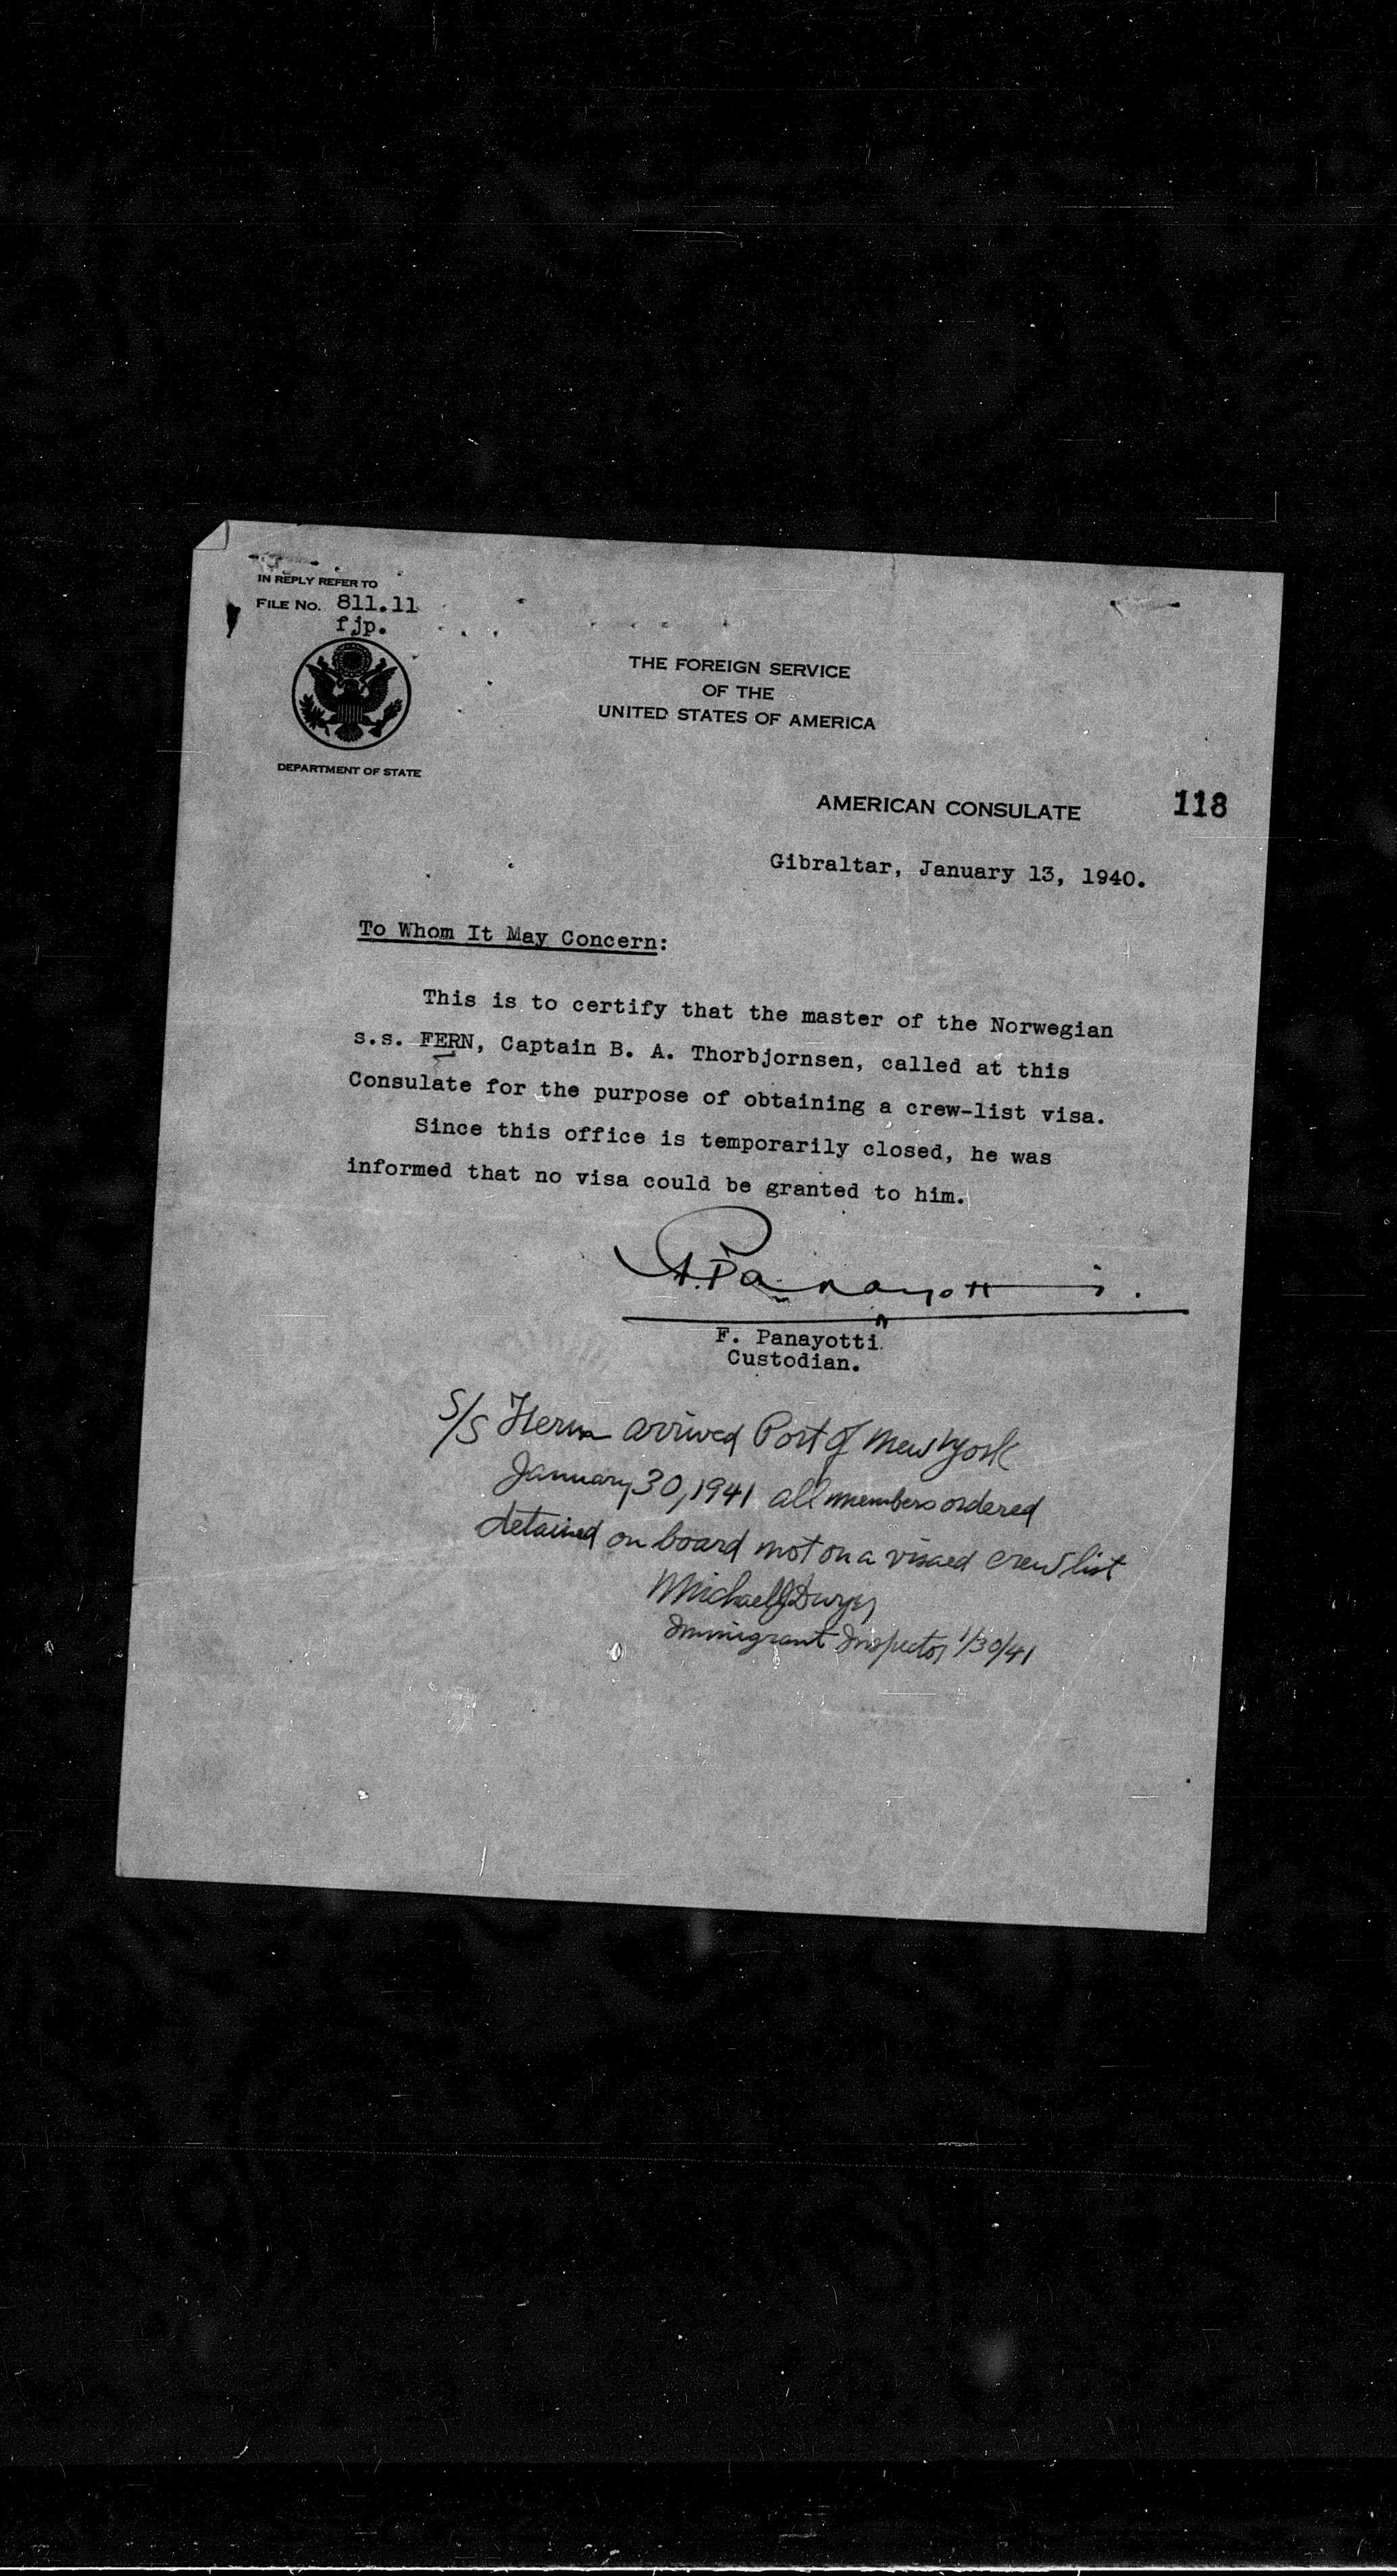 IN REPLY REFER TO
FILE NO. 811.11
fjp.
DEPARTMENT OF STATE
THE FOREIGN SERVICE
OF THE
UNITED STATES OF AMERICA
AMERICAN CONSULATE
118
Gibraltar, January 13, 1940.
To Whom It May Concern:
This is to certify that the master of the Norwegian
s.s. FERN, Captain B. A. Thorbjornsen, called at this
Consulate for the purpose of obtaining a crew-list visa.
Since this office is temporarily closed, he was
informed that no visa could be granted to him.
Panayotti.
F. Panayotti
Custodian.
S/S Fern arrived Port of New York
January 30, 1941 all members ordered
detained on board not on a visaed crew list
Michael J Dwyer
Immigrant Inspector 1/30/41